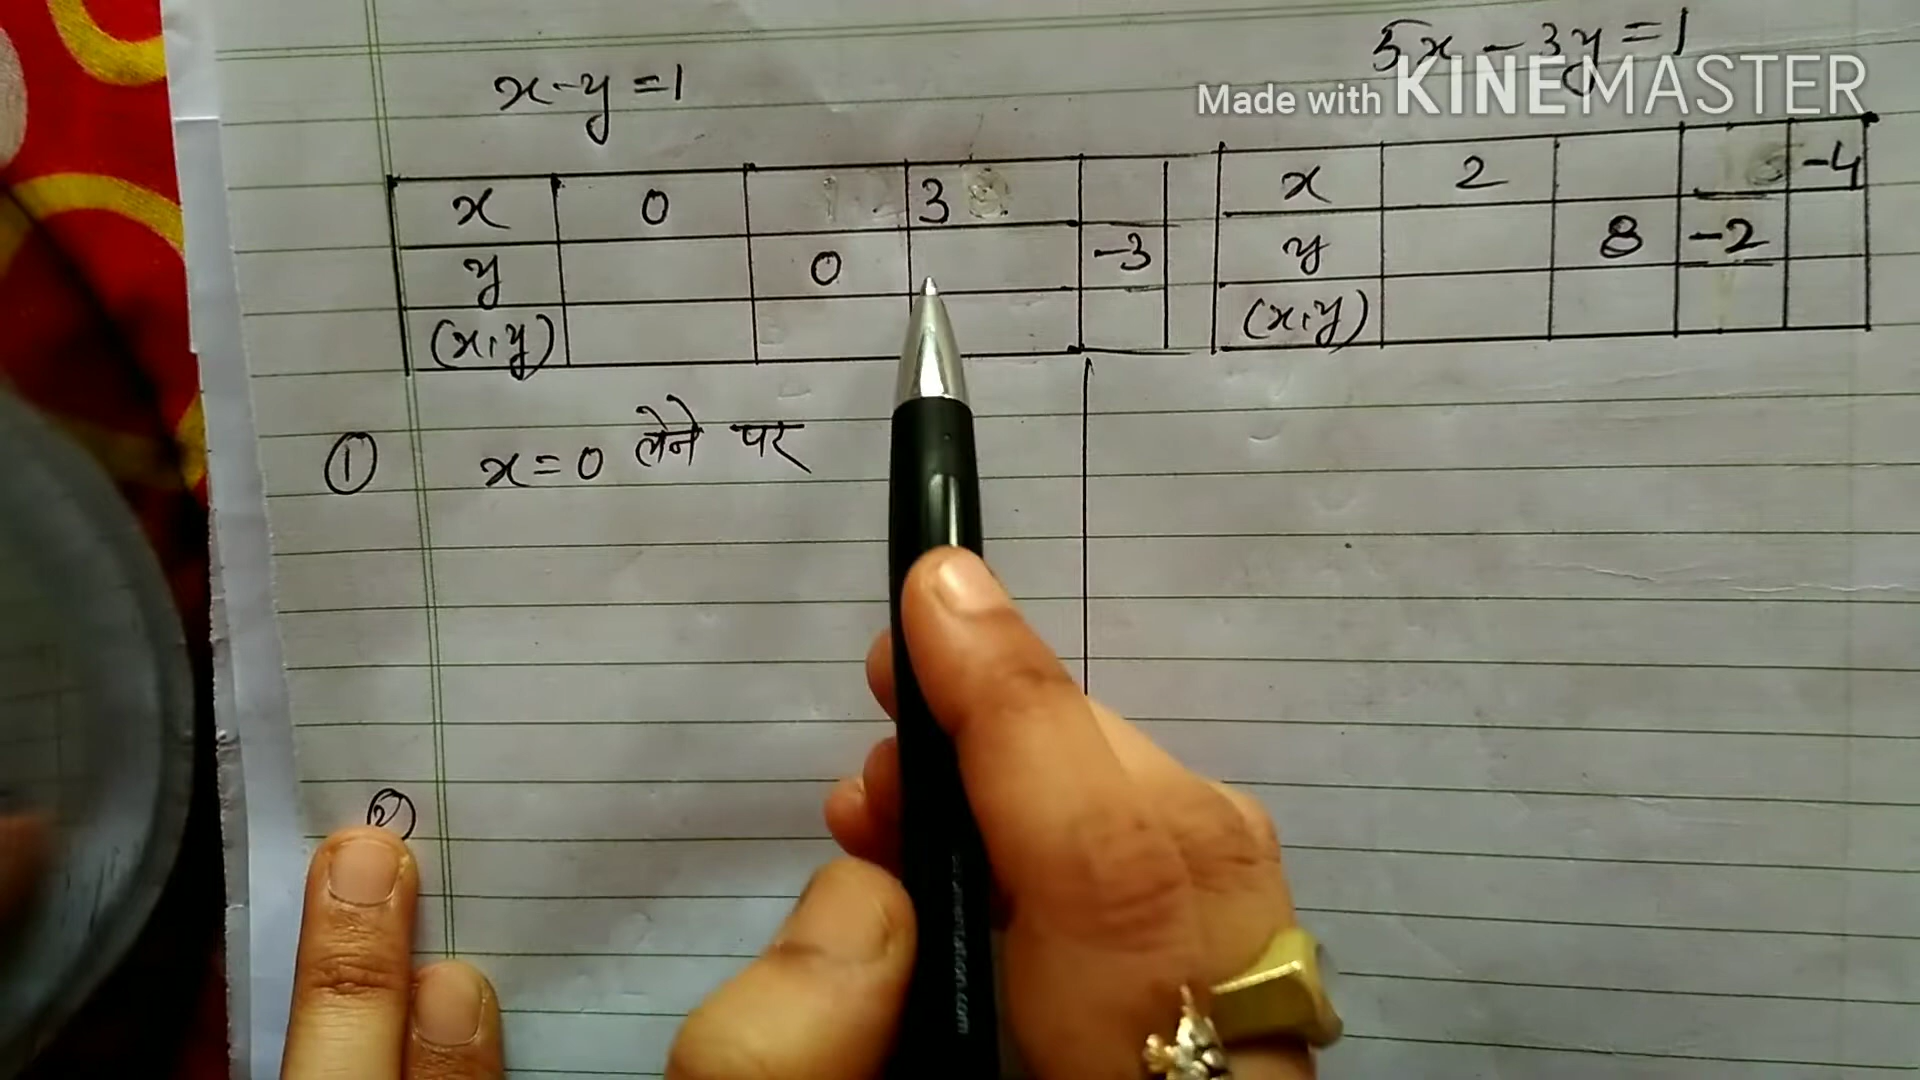 5x - 3y = 1
x - y = 1
Made with KINEMASTER
x 0 3
y 0 -3
(x, y)
x 2 -4
y 8 -2
(x, y)
① x = 0 लेने पर
②